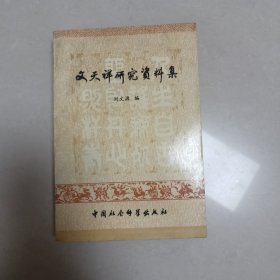 文天祥研究资料集
刘文源 编
中国社会科学出版社